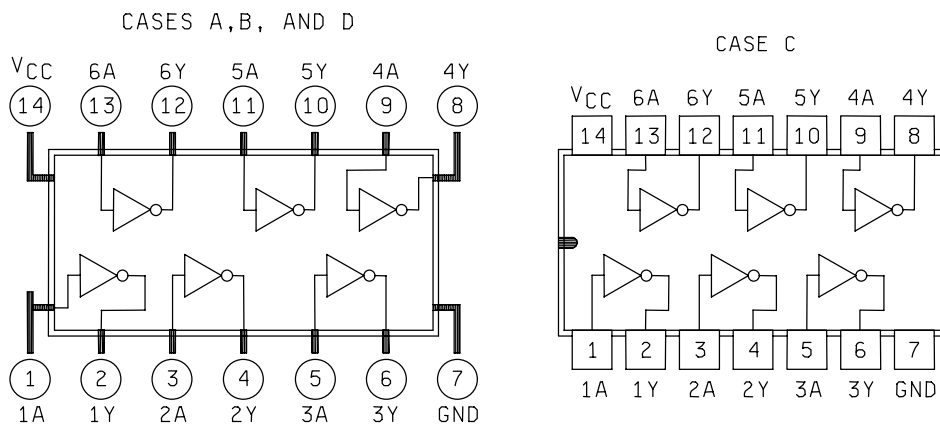 CASES A,B, AND D
VCC 6A 6Y 5A 5Y 4A 4Y
14 13 12 11 10 9 8
1 2 3 4 5 6 7
1A 1Y 2A 2Y 3A 3Y GND
CASE C
VCC 6A 6Y 5A 5Y 4A 4Y
14 13 12 11 10 9 8
1 2 3 4 5 6 7
1A 1Y 2A 2Y 3A 3Y GND